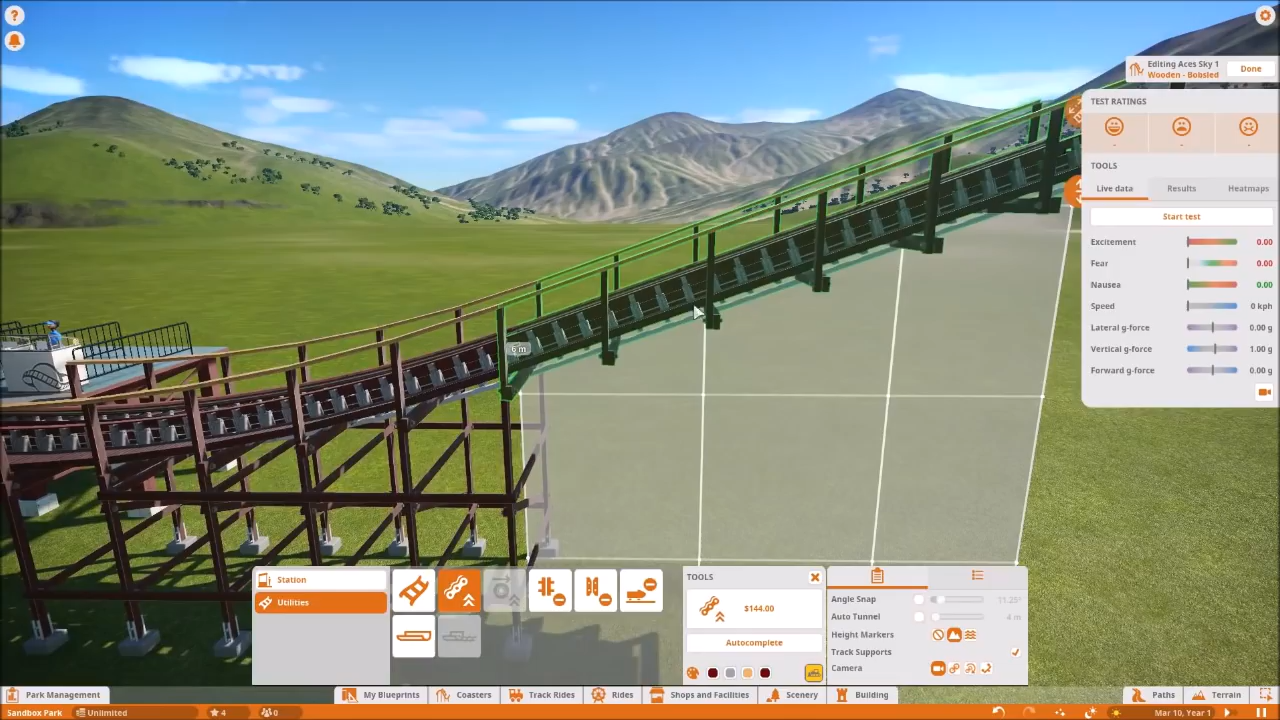 ?
Editing Aces Sky 1
Wooden - Bobsled
Done
TEST RATINGS
- - -
TOOLS
Live data Results Heatmaps
Start test
Excitement 0.00
Fear 0.00
Nausea 0.00
Speed 0 kph
Lateral g-force 0.00 g
Vertical g-force 1.00 g
Forward g-force 0.00 g
6 m
Station
Utilities
TOOLS
$144.00
Autocomplete
Angle Snap 11.25°
Auto Tunnel 4 m
Height Markers
Track Supports
Camera
Park Management My Blueprints Coasters Track Rides Rides Shops and Facilities Scenery Building Paths Terrain
Sandbox Park Unlimited 4 0 Mar 10, Year 1